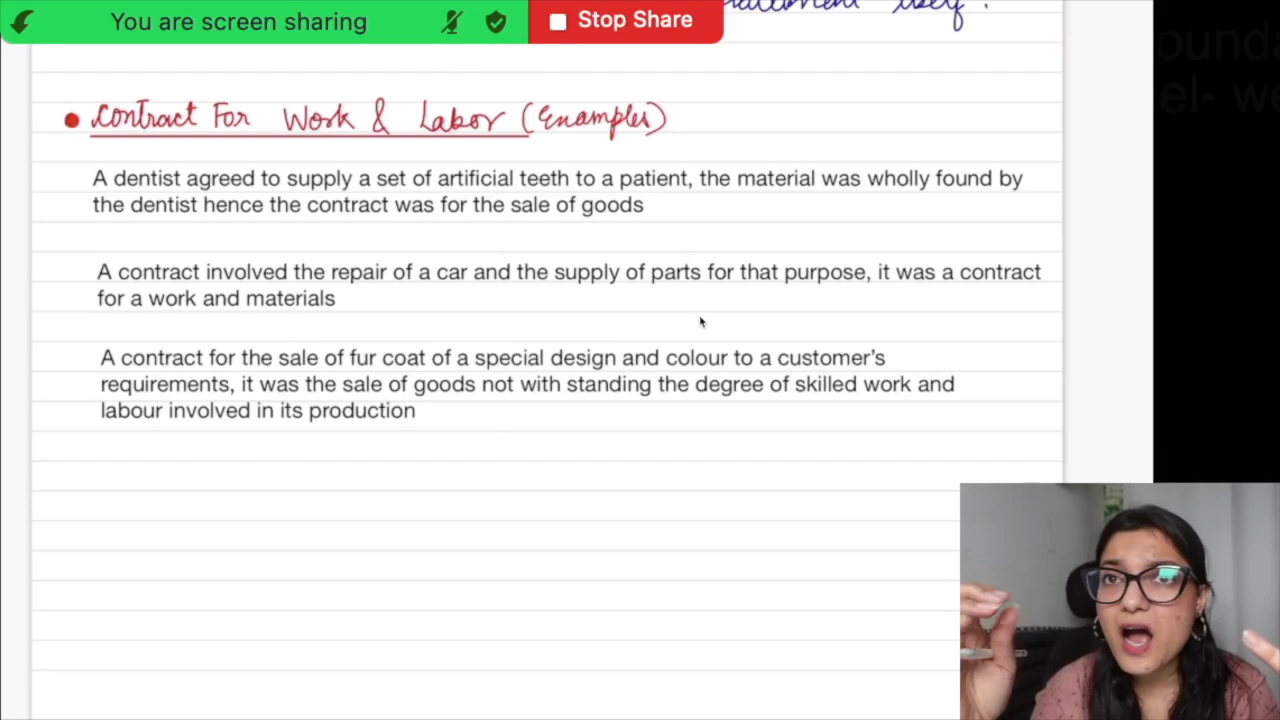 You are screen sharing
Stop Share
itself.
• Contract For Work & Labor (Examples)
A dentist agreed to supply a set of artificial teeth to a patient, the material was wholly found by
the dentist hence the contract was for the sale of goods
A contract involved the repair of a car and the supply of parts for that purpose, it was a contract
for a work and materials
A contract for the sale of fur coat of a special design and colour to a customer's
requirements, it was the sale of goods not with standing the degree of skilled work and
labour involved in its production